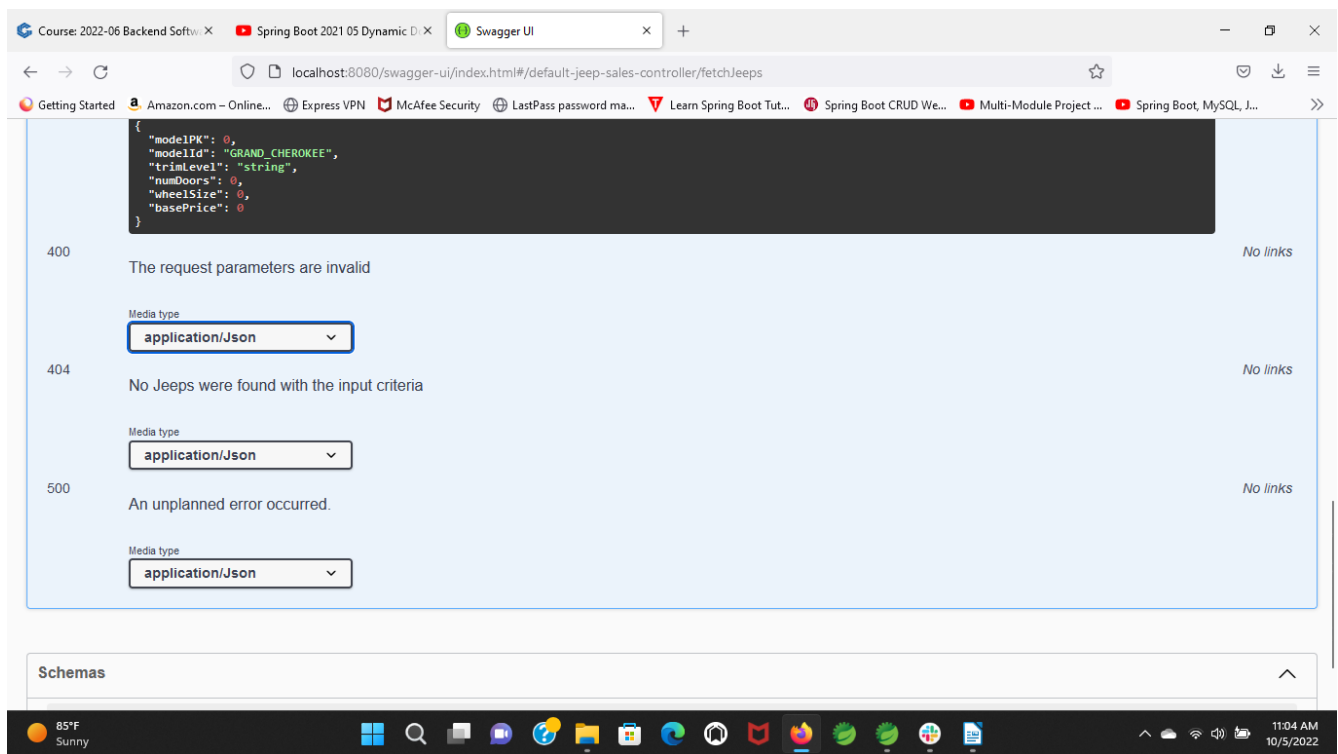 Course: 2022-06 Backend Softw
Spring Boot 2021 05 Dynamic D
Swagger UI
localhost:8080/swagger-ui/index.html#/default-jeep-sales-controller/fetchJeeps
Getting Started
Amazon.com – Online...
Express VPN
McAfee Security
LastPass password ma...
Learn Spring Boot Tut...
Spring Boot CRUD We...
Multi-Module Project ...
Spring Boot, MySQL, J...
{
"modelPK": 0,
"modelId": "GRAND_CHEROKEE",
"trimLevel": "string",
"numDoors": 0,
"wheelSize": 0,
"basePrice": 0
}
400
The request parameters are invalid
No links
Media type
application/Json
404
No Jeeps were found with the input criteria
No links
Media type
application/Json
500
An unplanned error occurred.
No links
Media type
application/Json
Schemas
85°F
Sunny
11:04 AM
10/5/2022